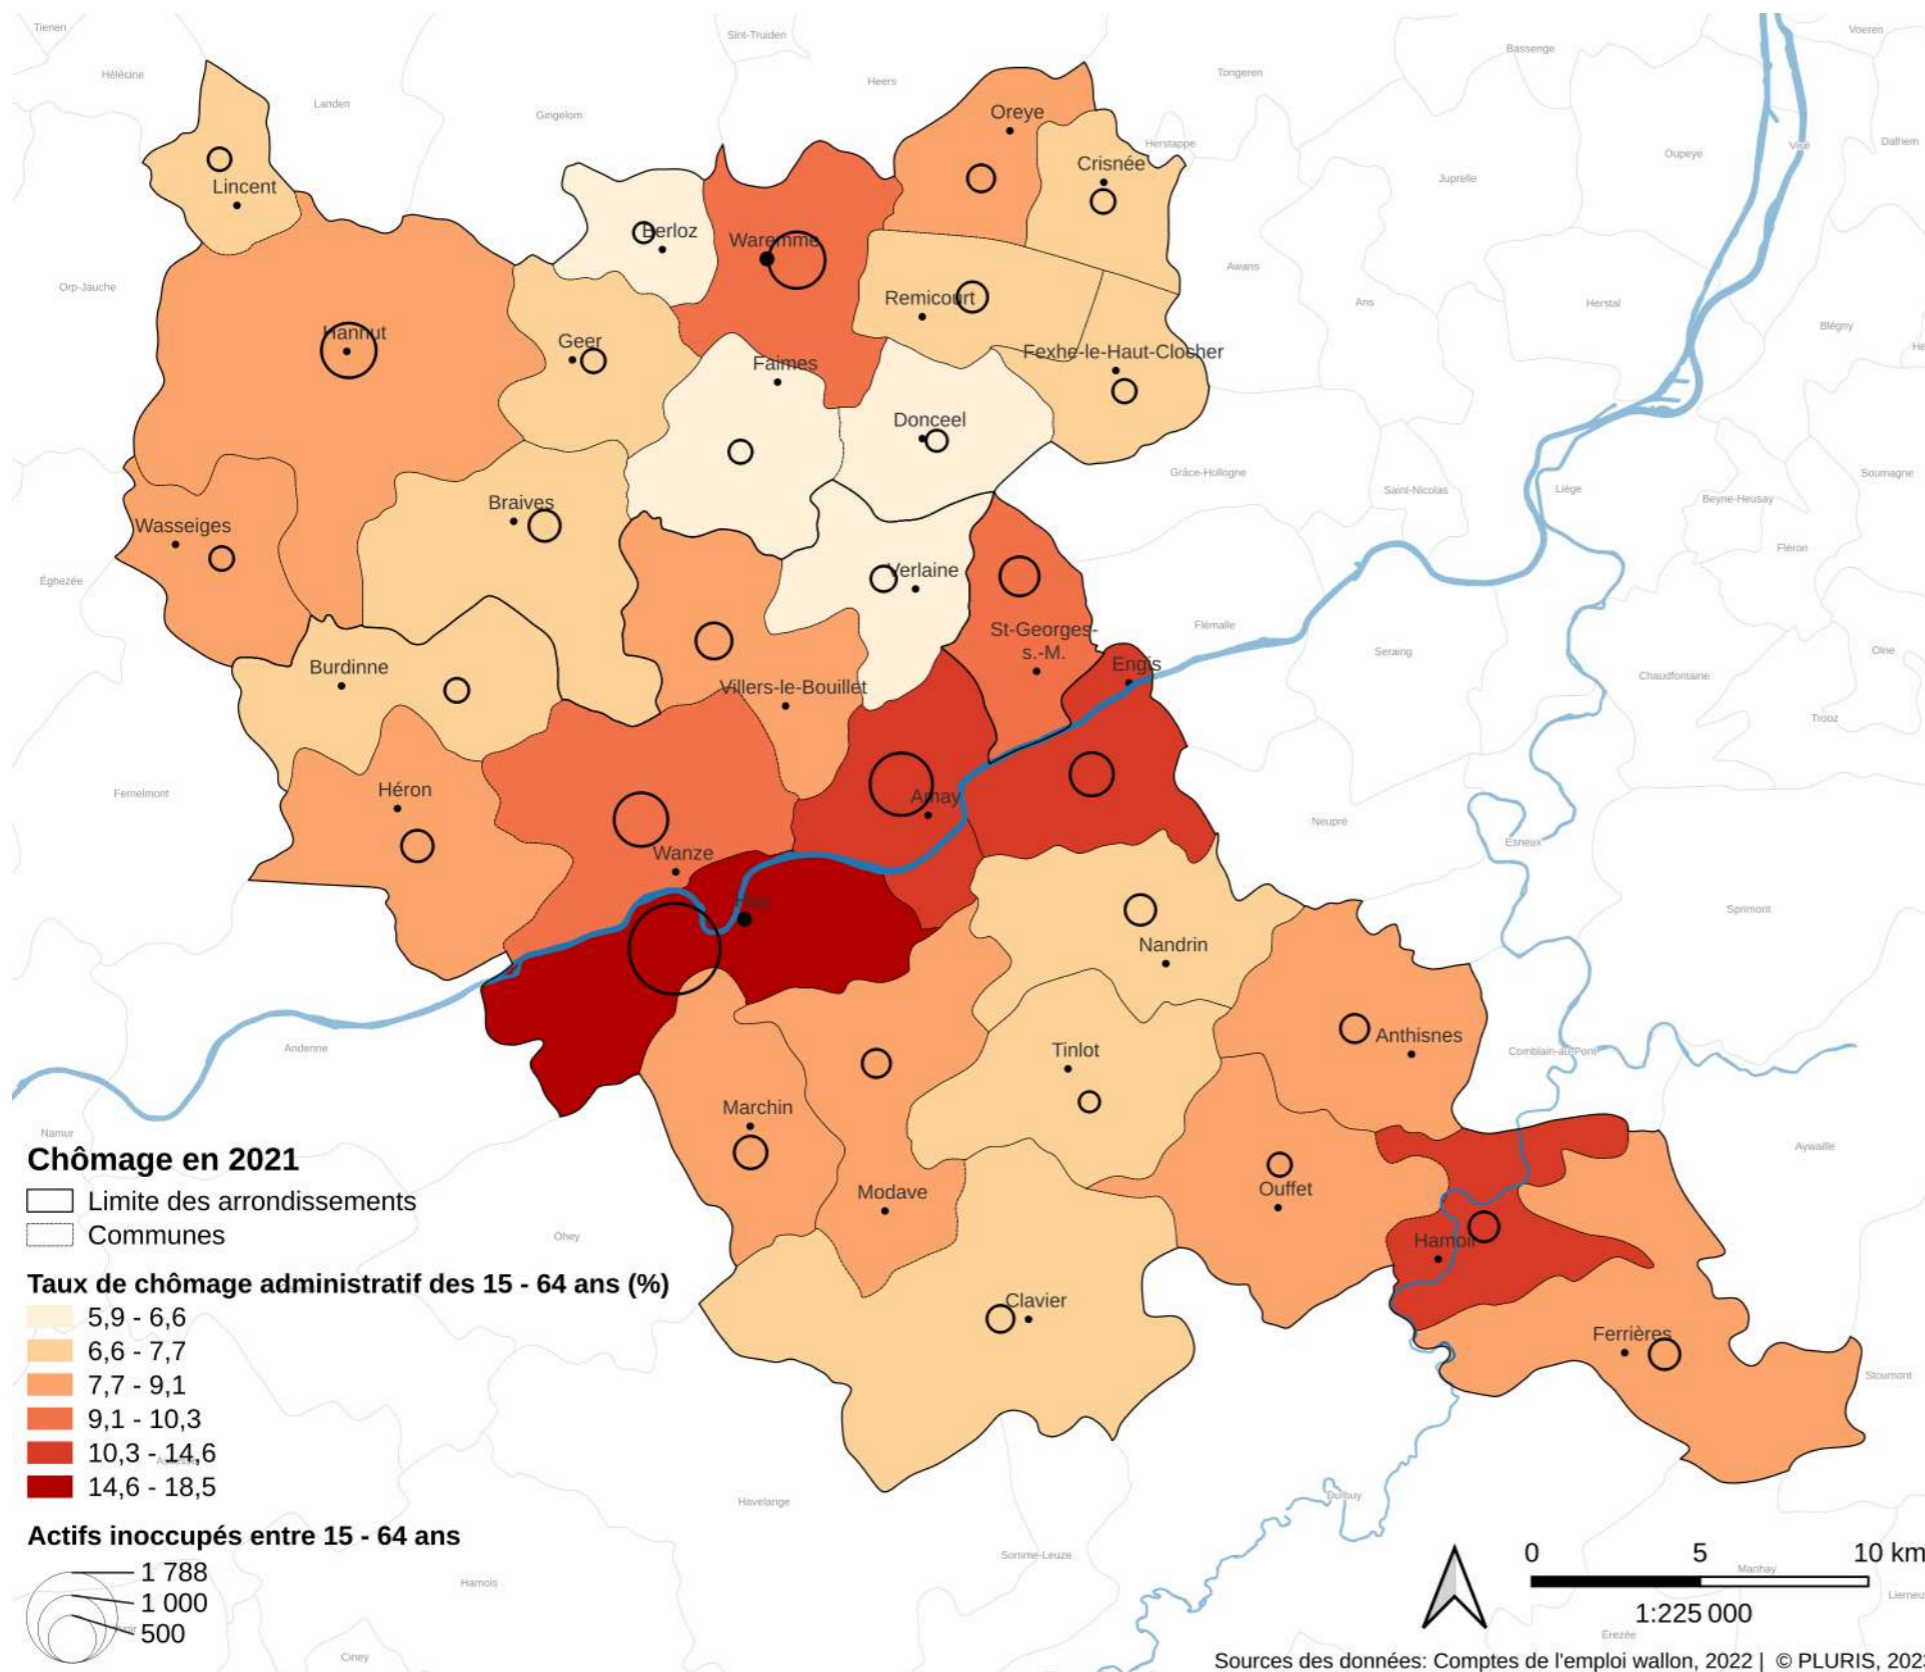 Tienen
Sint-Truiden
Bassenge
Voeren
Hélécine
Heers
Tongeren
Landen
Gingelom
Oreye
Herstappe
Crisnée
Oupeye
Visé
Dalhem
Juprelle
Lincent
Berloz
Waremme
Awans
Orp-Jauche
Remicourt
Ans
Herstal
Blégny
Hannut
Geer
Fexhe-le-Haut-Clocher
Faimes
Donceel
Grâce-Hollogne
Saint-Nicolas
Liège
Beyne-Heusay
Soumagne
Braives
Wasseiges
Fléron
Verlaine
Éghezée
St-Georges-
s.-M.
Flémalle
Seraing
Olne
Burdinne
Engis
Chaudfontaine
Villers-le-Bouillet
Trooz
Fernelmont
Héron
Amay
Neupré
Esneux
Wanze
Huy
Sprimont
Nandrin
Andenne
Tinlot
Anthisnes
Comblain-au-Pont
Marchin
Namur
Aywaille
Modave
Ouffet
Ohey
Hamoir
Clavier
Ferrières
Stoumont
Chômage en 2021
Limite des arrondissements
Communes
Taux de chômage administratif des 15 - 64 ans (%)
5,9 - 6,6
6,6 - 7,7
7,7 - 9,1
9,1 - 10,3
10,3 - 14,6
14,6 - 18,5
Havelange
Durbuy
Somme-Leuze
Hamois
Ciney
Actifs inoccupés entre 15 - 64 ans
1 788
1 000
500
0 5 10 km
Manhay
Lierneu
1:225 000
Érezée
Sources des données: Comptes de l'emploi wallon, 2022 | © PLURIS, 202